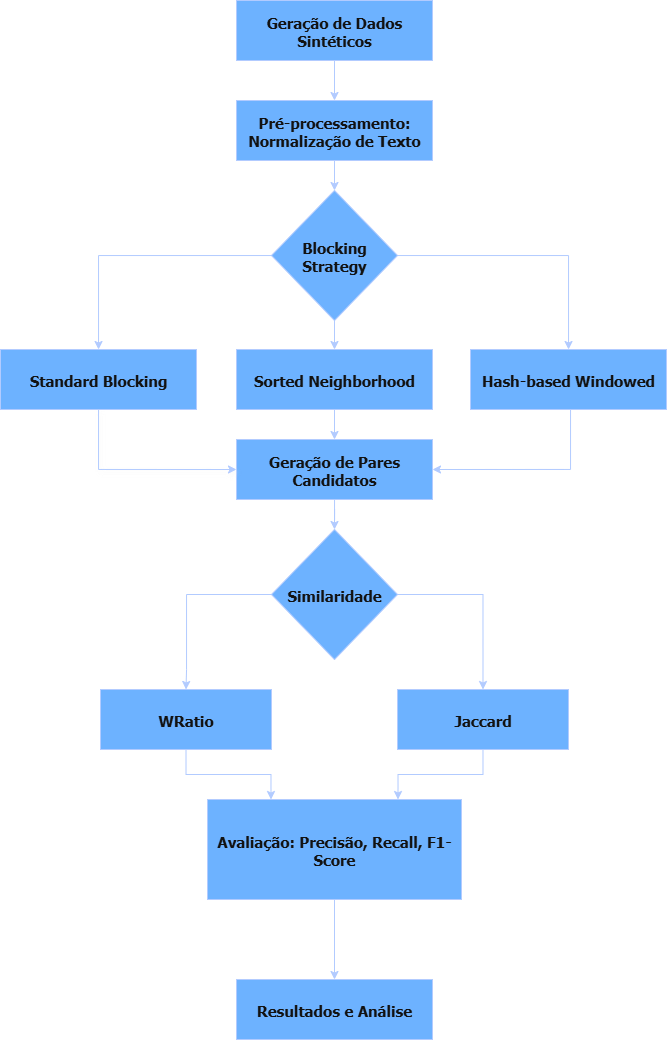 Geração de Dados
Sintéticos
Pré-processamento:
Normalização de Texto
Blocking
Strategy
Standard Blocking
Sorted Neighborhood
Hash-based Windowed
Geração de Pares
Candidatos
Similaridade
WRatio
Jaccard
Avaliação: Precisão, Recall, F1-
Score
Resultados e Análise